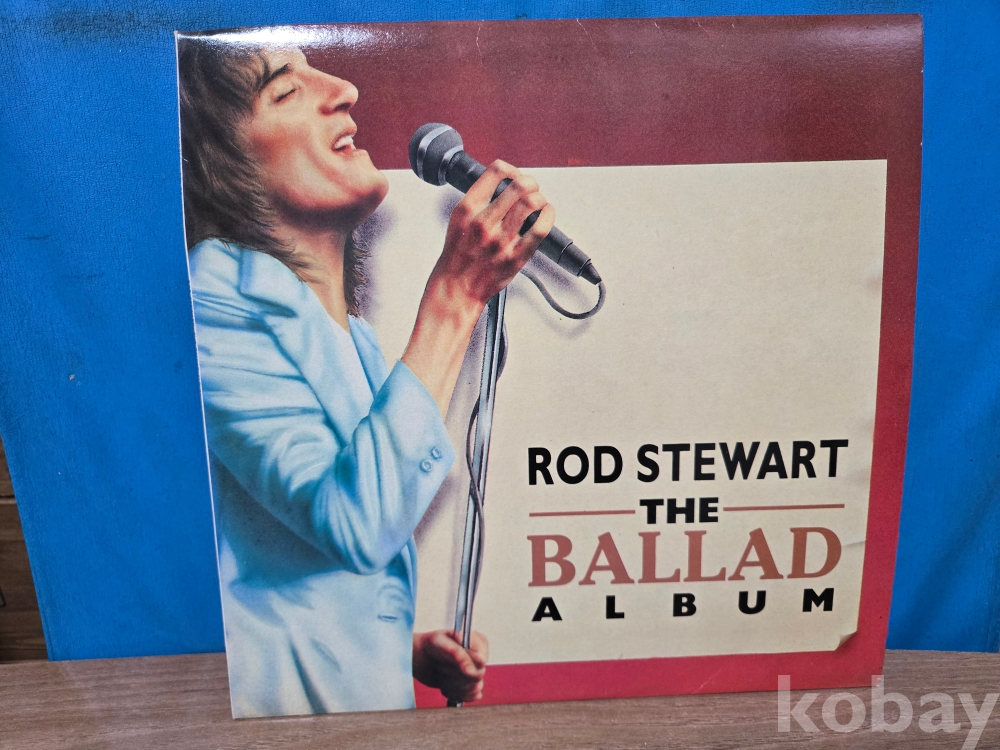 ROD STEWART
THE
BALLAD
ALBUM
kobay